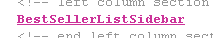 <!-- left column section
BestSellerListSidebar
<!-- end left column section